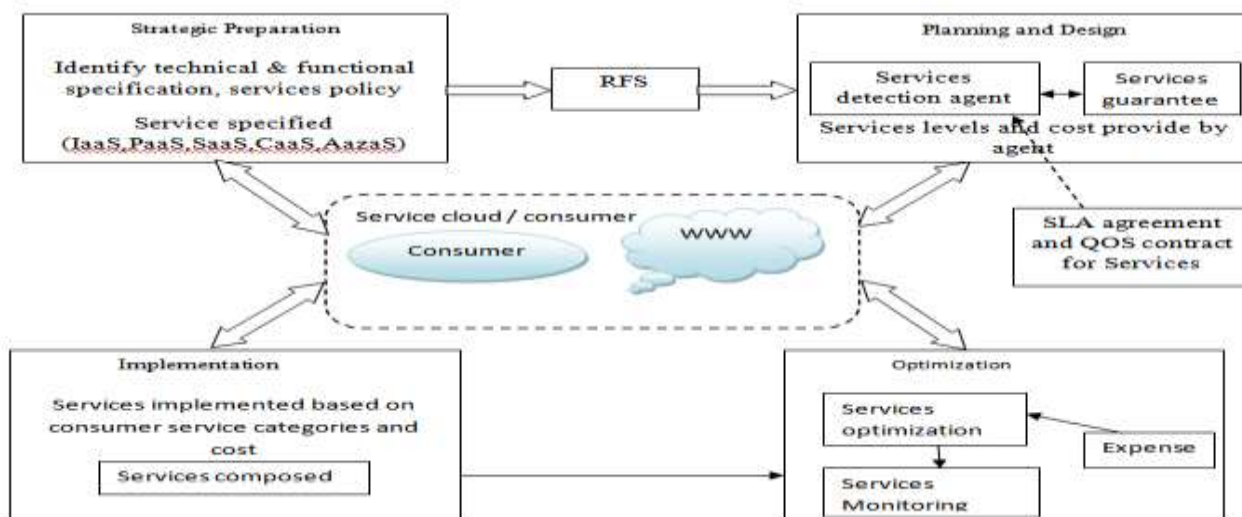 Strategic Preparation
Identify technical & functional
specification, services policy
Service specified
(IaaS,PaaS,SaaS,CaaS,AazaS)
RFS
Planning and Design
Services
detection agent
Services
guarantee
Services levels and cost provide by
agent
SLA agreement
and QOS contract
for Services
Service cloud / consumer
Consumer
WWW
Implementation
Services implemented based on
consumer service categories and
cost
Services composed
Optimization
Services
optimization
Expense
Services
Monitoring